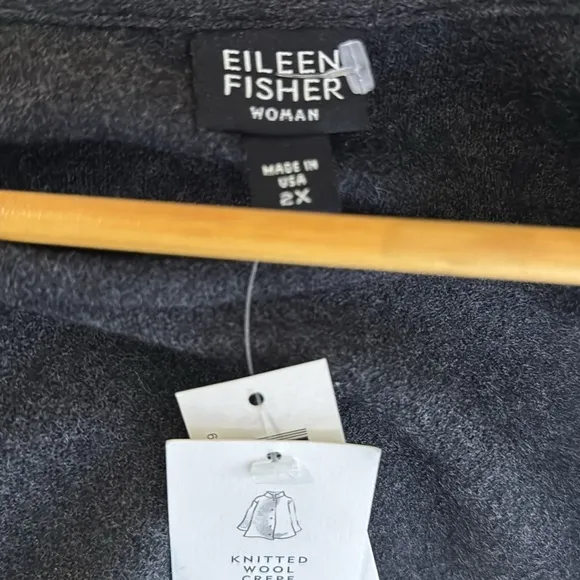 EILEEN
FISHER
WOMAN
MADE IN
USA
2X
KNITTED
WOOL
CREPE